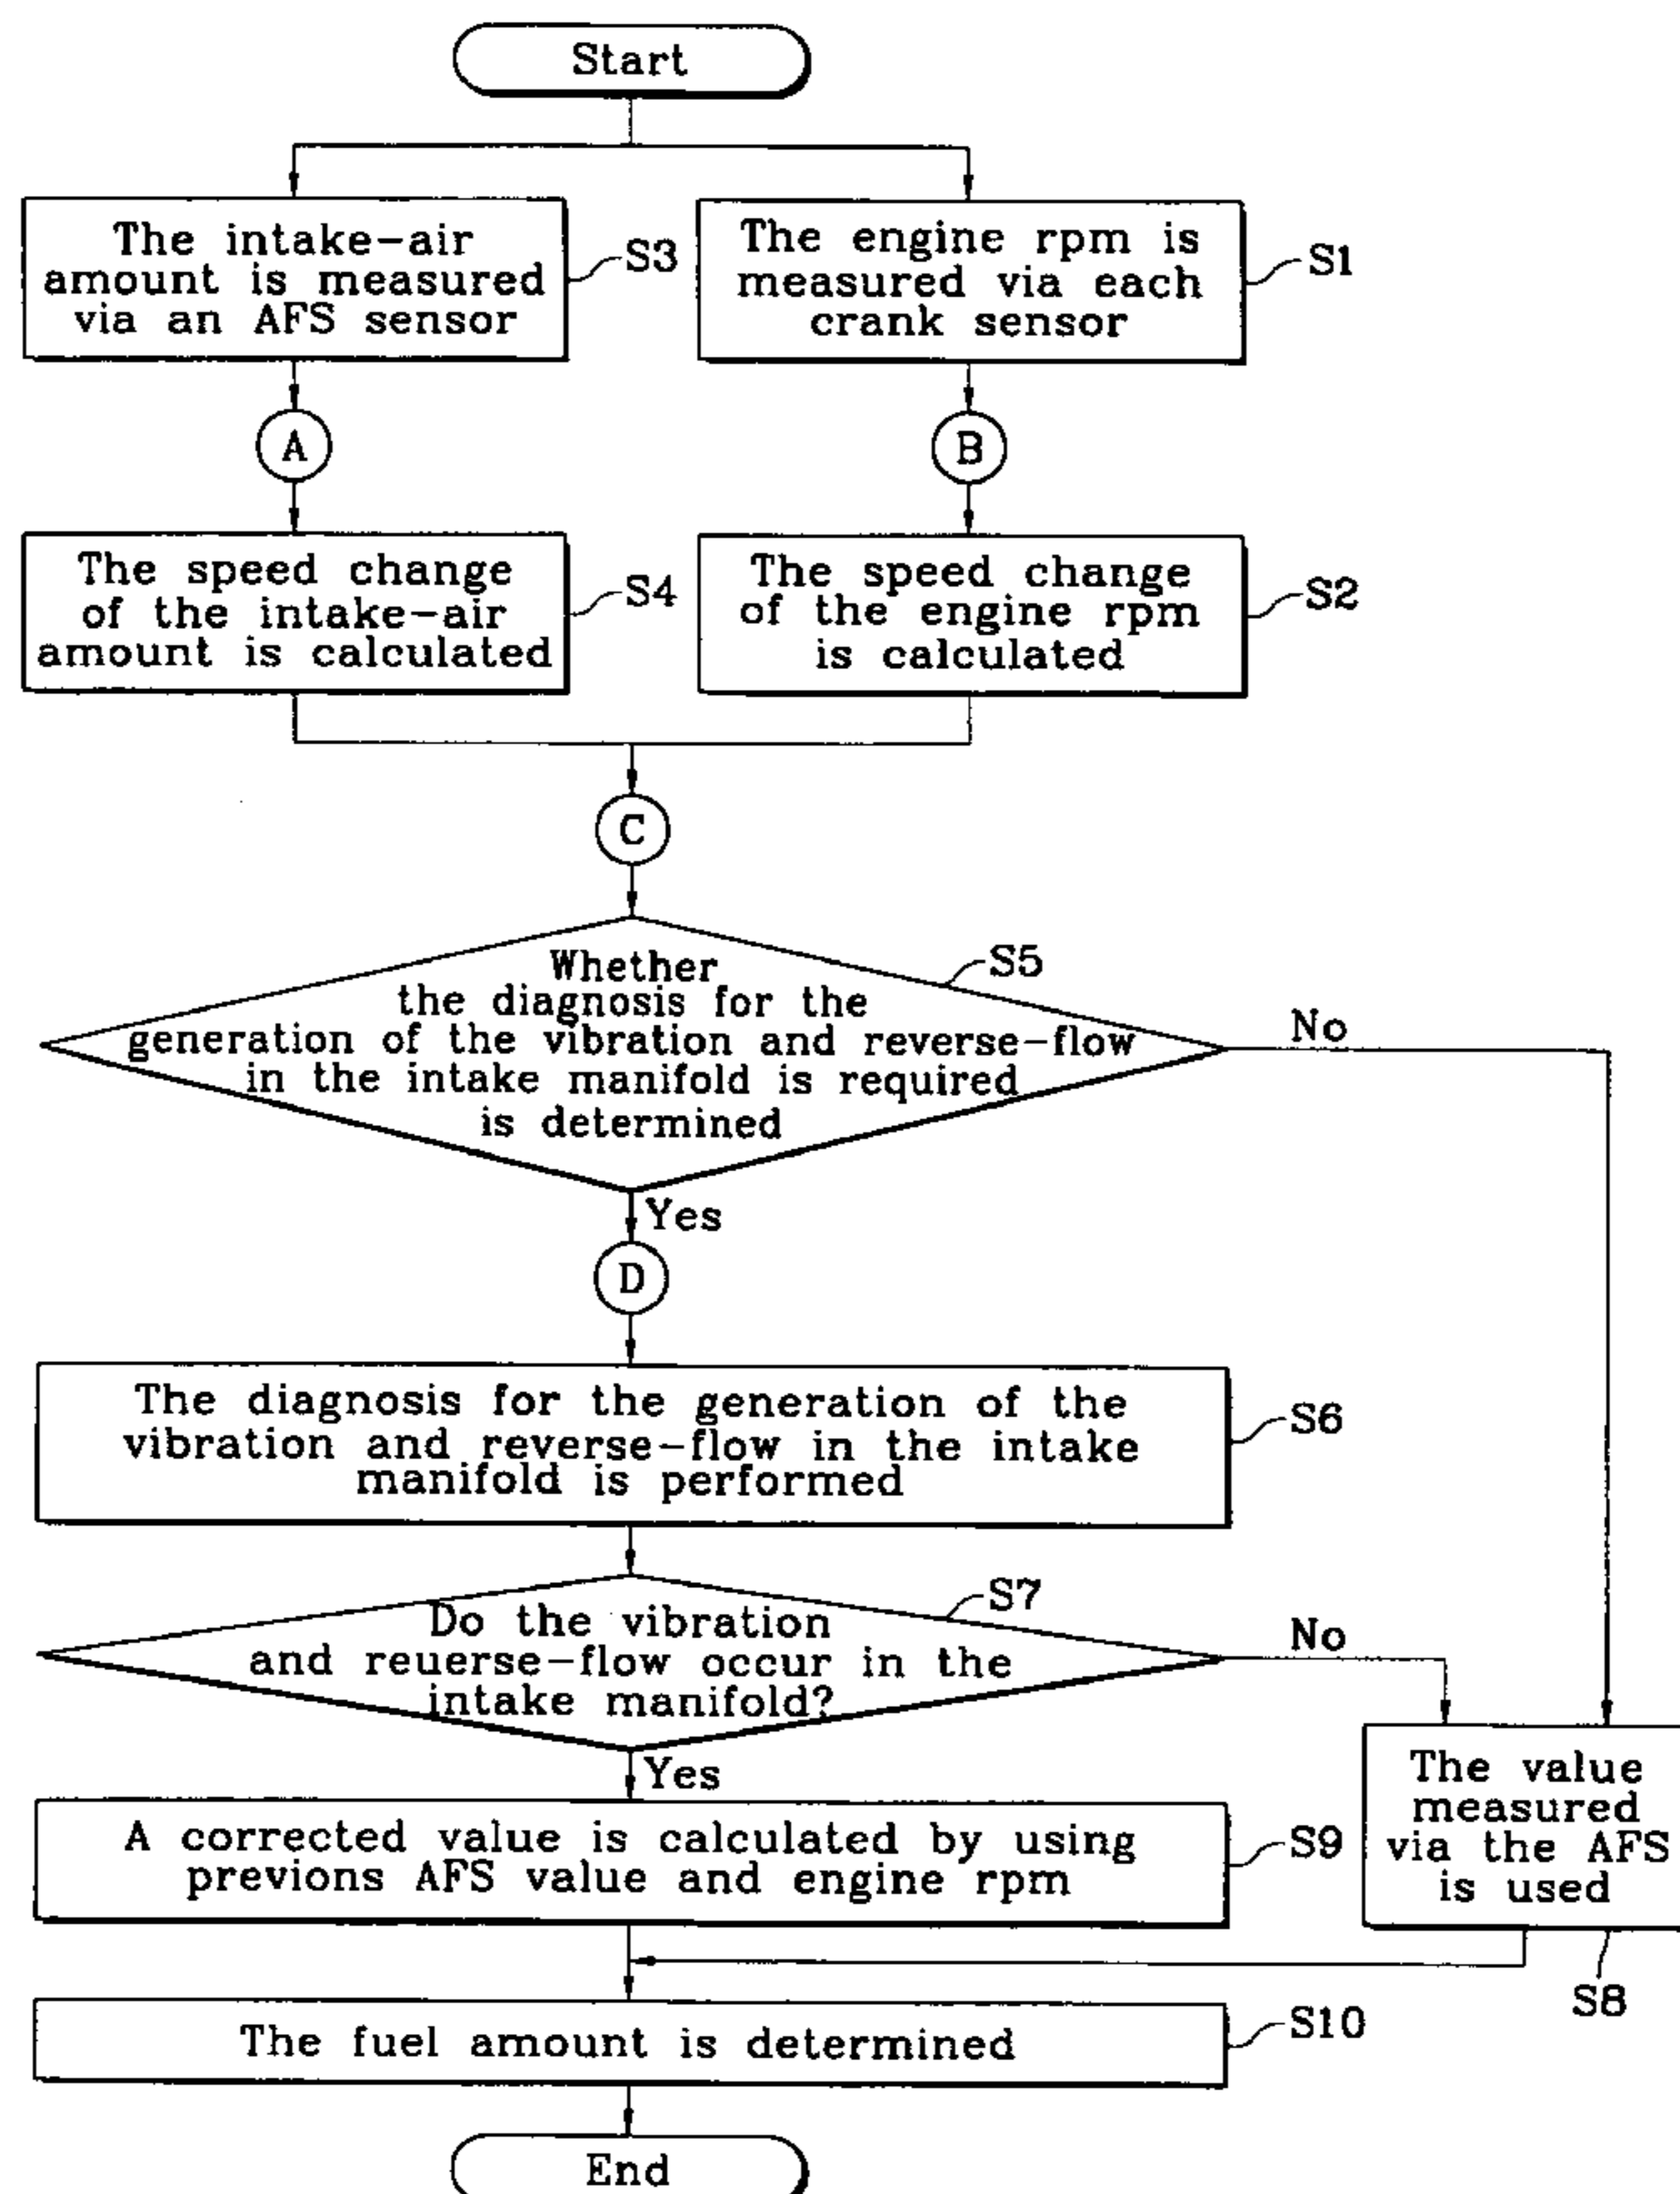 Start
The intake-air
amount is measured
via an AFS sensor
S3
The engine rpm is
measured via each
crank sensor
S1
A
B
The speed change
of the intake-air
amount is calculated
S4
The speed change
of the engine rpm
is calculated
S2
C
Whether
the diagnosis for the
generation of the vibration and reverse-flow
in the intake manifold is required
is determined
S5
No
Yes
D
The diagnosis for the generation of the
vibration and reverse-flow in the intake
manifold is performed
S6
Do the vibration
and reuerse-flow occur in the
intake manifold?
S7
No
Yes
The value
measured
via the AFS
is used
S8
A corrected value is calculated by using
previons AFS value and engine rpm
S9
The fuel amount is determined
S10
End